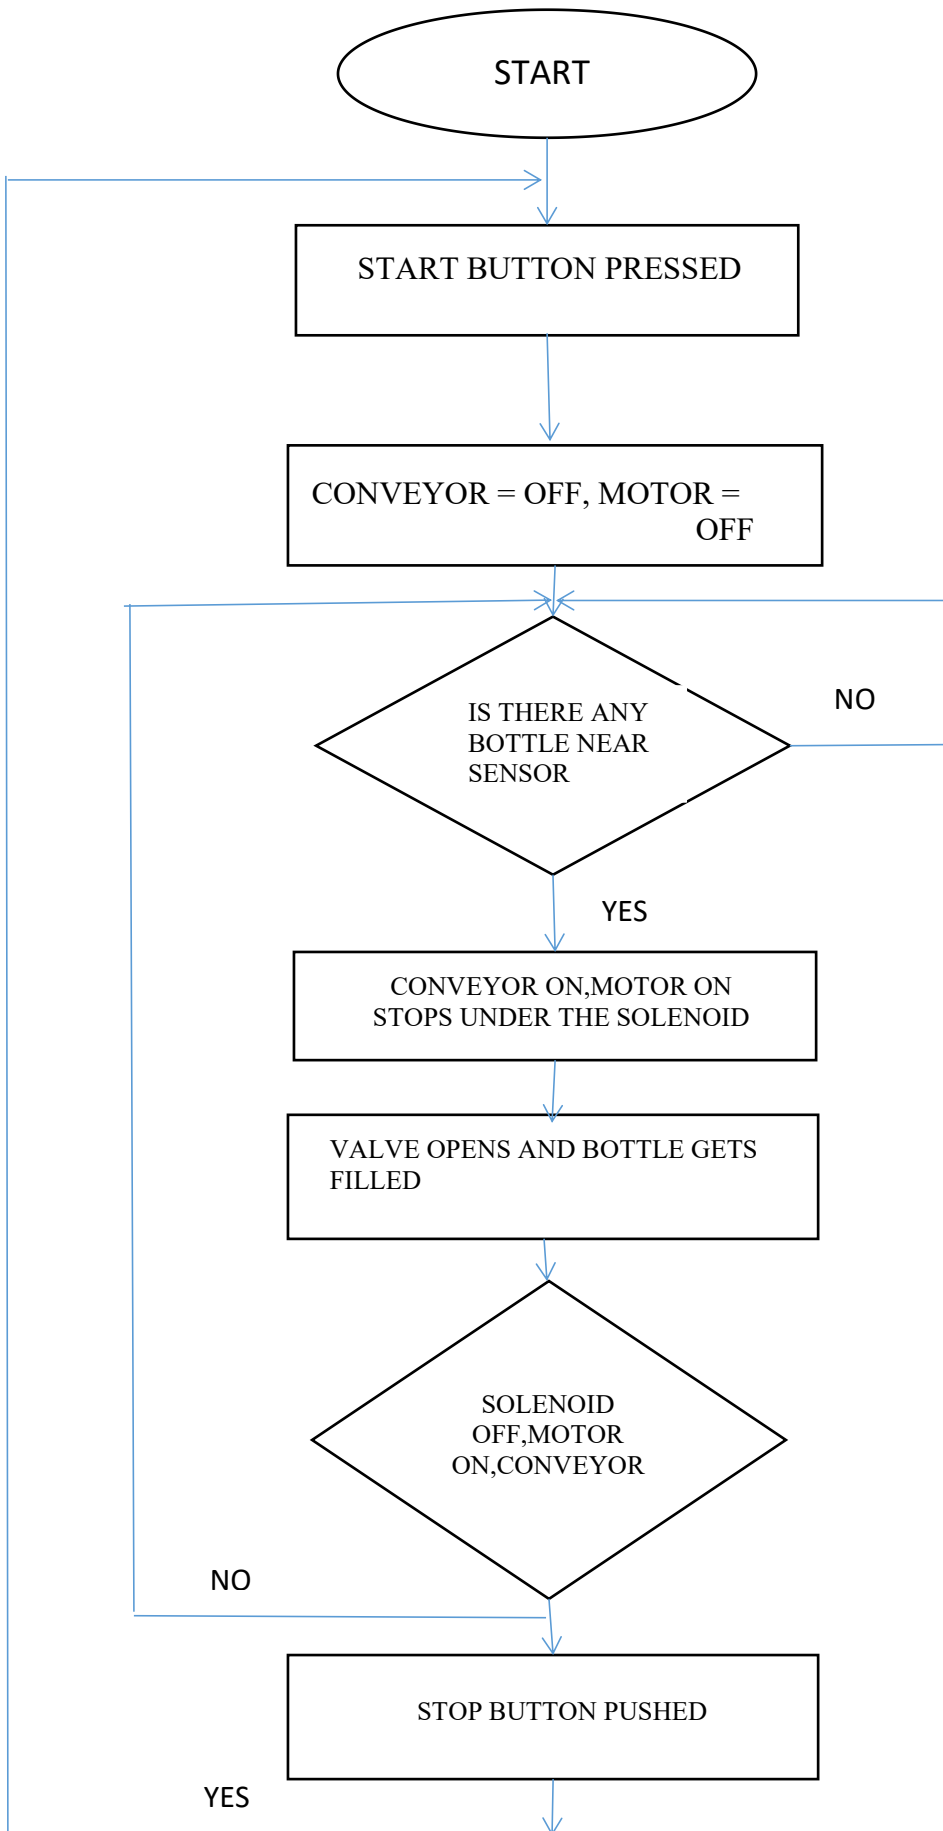 START
START BUTTON PRESSED
CONVEYOR = OFF, MOTOR =
OFF
IS THERE ANY
BOTTLE NEAR
SENSOR
NO
YES
CONVEYOR ON,MOTOR ON
STOPS UNDER THE SOLENOID
VALVE OPENS AND BOTTLE GETS
FILLED
SOLENOID
OFF,MOTOR
ON,CONVEYOR
NO
STOP BUTTON PUSHED
YES